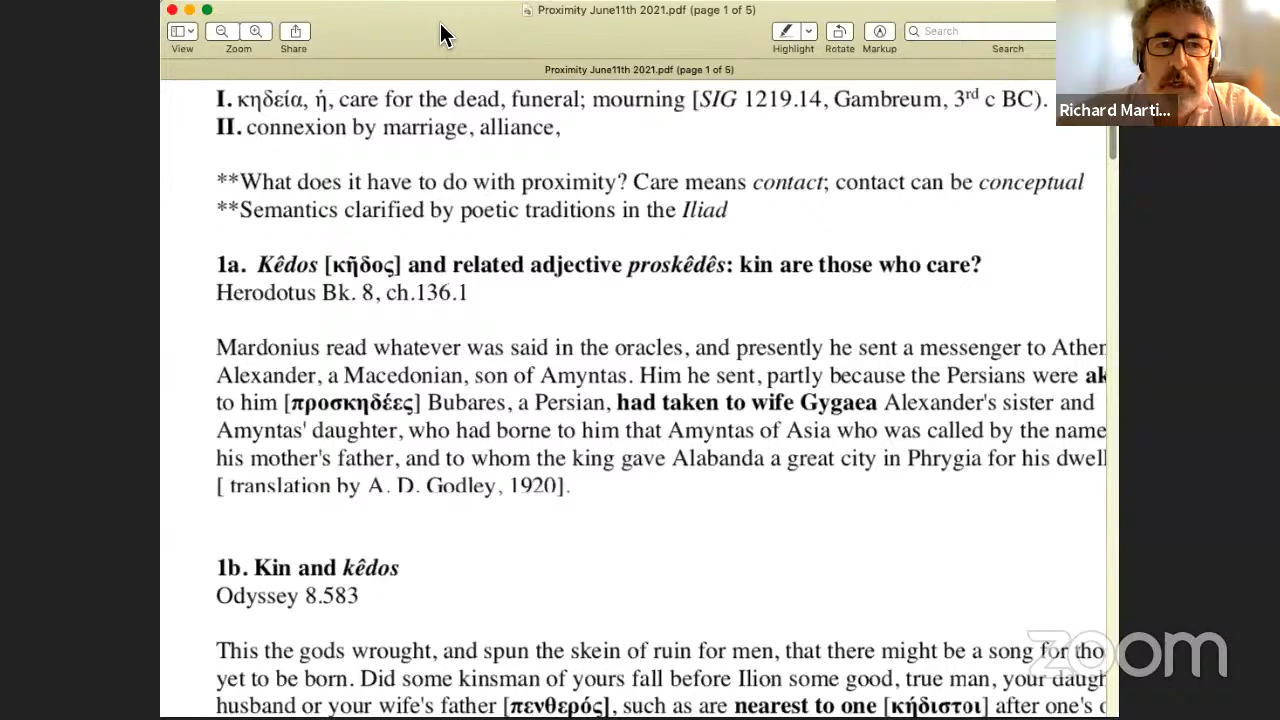 Proximity June11th 2021.pdf (page 1 of 5)
View Zoom Share Highlight Rotate Markup Search
Search
Proximity June11th 2021.pdf (page 1 of 5)
Richard Marti...
I. κηδεία, ἡ, care for the dead, funeral; mourning [SIG 1219.14, Gambreum, 3rd c BC).
II. connexion by marriage, alliance,
**What does it have to do with proximity? Care means contact; contact can be conceptual
**Semantics clarified by poetic traditions in the Iliad
1a. Kêdos [κῆδος] and related adjective proskêdês: kin are those who care?
Herodotus Bk. 8, ch.136.1
Mardonius read whatever was said in the oracles, and presently he sent a messenger to Ather
Alexander, a Macedonian, son of Amyntas. Him he sent, partly because the Persians were ak
to him [προσκηδέες] Bubares, a Persian, had taken to wife Gygaea Alexander's sister and
Amyntas' daughter, who had borne to him that Amyntas of Asia who was called by the name
his mother's father, and to whom the king gave Alabanda a great city in Phrygia for his dwell
[ translation by A. D. Godley, 1920].
1b. Kin and kêdos
Odyssey 8.583
This the gods wrought, and spun the skein of ruin for men, that there might be a song for tho
yet to be born. Did some kinsman of yours fall before Ilion some good, true man, your daugh
husband or your wife's father [πενθερός], such as are nearest to one [κήδιστοι] after one's
zoom